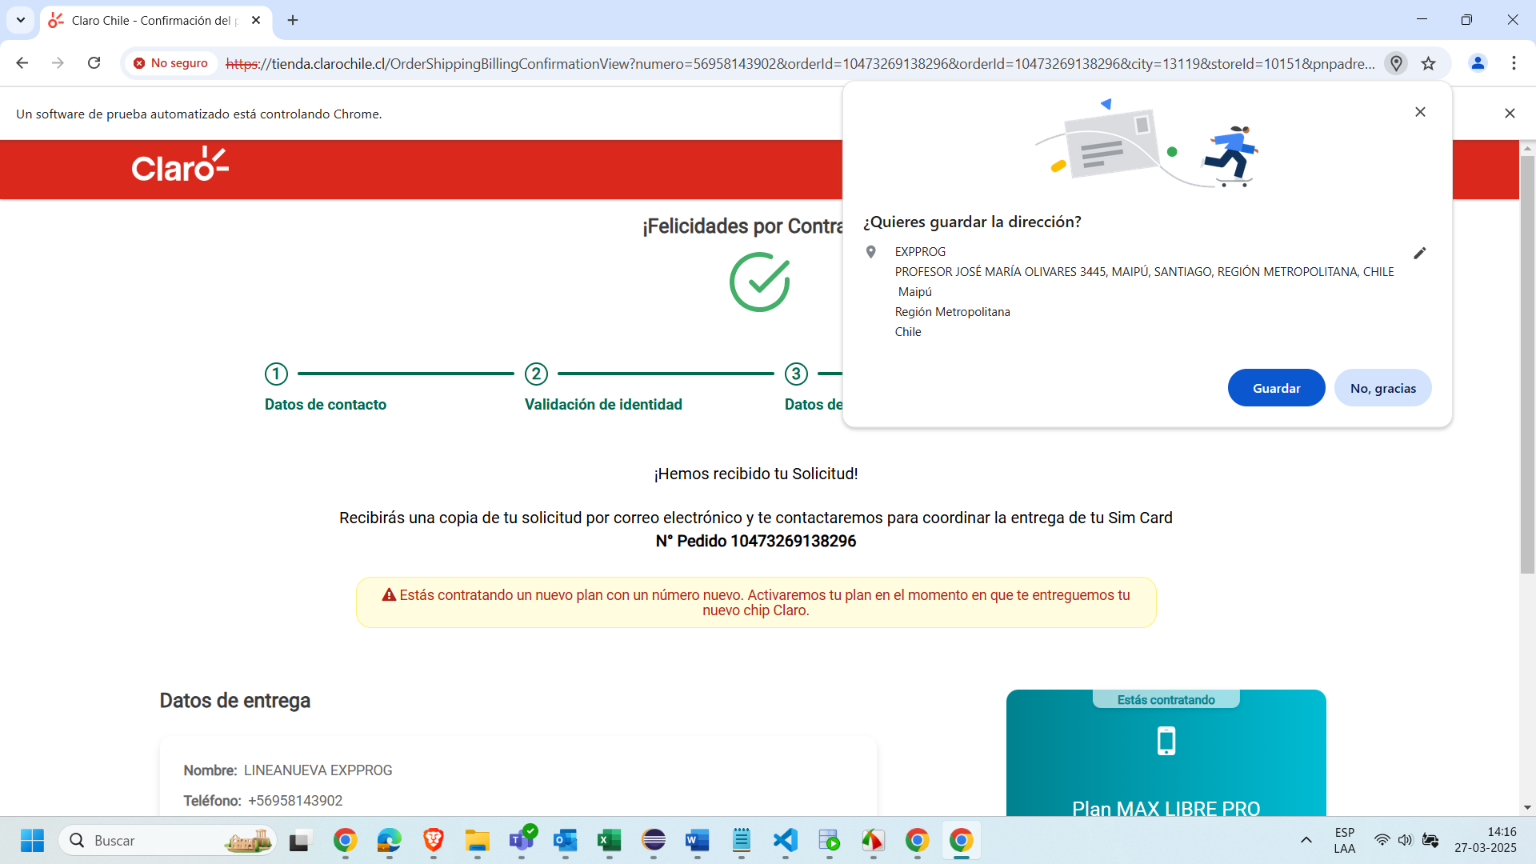 Claro Chile - Confirmación del p
No seguro
https://tienda.clarochile.cl/OrderShippingBillingConfirmationView?numero=56958143902&orderId=10473269138296&orderId=10473269138296&city=13119&storeId=10151&pnpadre...
Un software de prueba automatizado está controlando Chrome.
Claro
¡Felicidades por Contra
¿Quieres guardar la dirección?
EXPPROG
PROFESOR JOSÉ MARÍA OLIVARES 3445, MAIPÚ, SANTIAGO, REGIÓN METROPOLITANA, CHILE
Maipú
Región Metropolitana
Chile
Guardar
No, gracias
1
2
3
Datos de contacto
Validación de identidad
Datos de
¡Hemos recibido tu Solicitud!
Recibirás una copia de tu solicitud por correo electrónico y te contactaremos para coordinar la entrega de tu Sim Card
N° Pedido 10473269138296
Estás contratando un nuevo plan con un número nuevo. Activaremos tu plan en el momento en que te entreguemos tu
nuevo chip Claro.
Datos de entrega
Nombre: LINEANUEVA EXPPROG
Teléfono: +56958143902
Estás contratando
Plan MAX LIBRE PRO
Buscar
ESP
LAA
14:16
27-03-2025